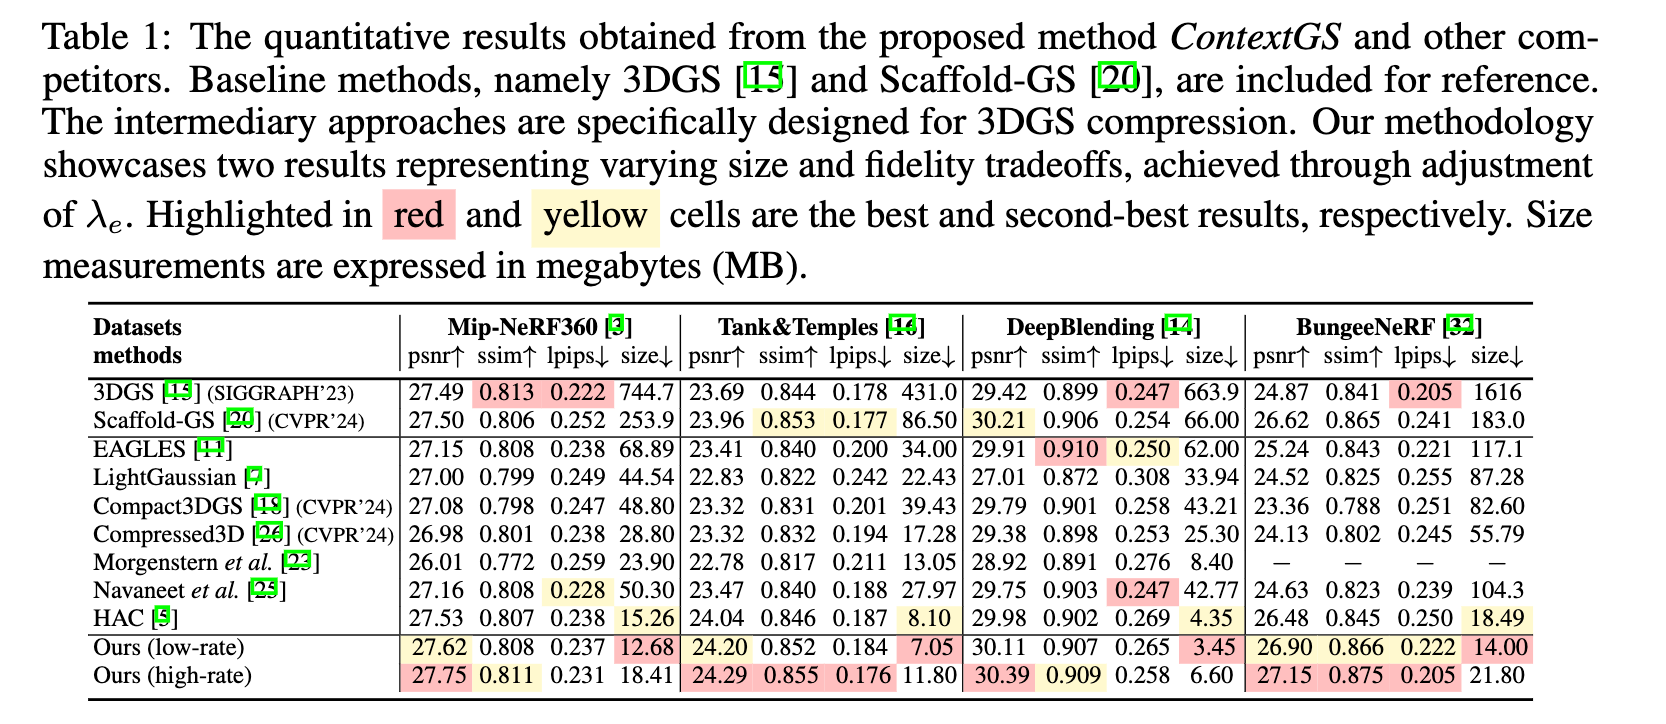 Table 1: The quantitative results obtained from the proposed method ContextGS and other com-
petitors. Baseline methods, namely 3DGS [15] and Scaffold-GS [20], are included for reference.
The intermediary approaches are specifically designed for 3DGS compression. Our methodology
showcases two results representing varying size and fidelity tradeoffs, achieved through adjustment
of λe. Highlighted in red and yellow cells are the best and second-best results, respectively. Size
measurements are expressed in megabytes (MB).
Datasets Mip-NeRF360 [3] Tank&Temples [16] DeepBlending [14] BungeeNeRF [32]
methods psnr↑ ssim↑ lpips↓ size↓ psnr↑ ssim↑ lpips↓ size↓ psnr↑ ssim↑ lpips↓ size↓ psnr↑ ssim↑ lpips↓ size↓
3DGS [15] (SIGGRAPH'23) 27.49 0.813 0.222 744.7 23.69 0.844 0.178 431.0 29.42 0.899 0.247 663.9 24.87 0.841 0.205 1616
Scaffold-GS [20] (CVPR'24) 27.50 0.806 0.252 253.9 23.96 0.853 0.177 86.50 30.21 0.906 0.254 66.00 26.62 0.865 0.241 183.0
EAGLES [11] 27.15 0.808 0.238 68.89 23.41 0.840 0.200 34.00 29.91 0.910 0.250 62.00 25.24 0.843 0.221 117.1
LightGaussian [7] 27.00 0.799 0.249 44.54 22.83 0.822 0.242 22.43 27.01 0.872 0.308 33.94 24.52 0.825 0.255 87.28
Compact3DGS [18] (CVPR'24) 27.08 0.798 0.247 48.80 23.32 0.831 0.201 39.43 29.79 0.901 0.258 43.21 23.36 0.788 0.251 82.60
Compressed3D [26] (CVPR'24) 26.98 0.801 0.238 28.80 23.32 0.832 0.194 17.28 29.38 0.898 0.253 25.30 24.13 0.802 0.245 55.79
Morgenstern et al. [23] 26.01 0.772 0.259 23.90 22.78 0.817 0.211 13.05 28.92 0.891 0.276 8.40 — — — —
Navaneet et al. [25] 27.16 0.808 0.228 50.30 23.47 0.840 0.188 27.97 29.75 0.903 0.247 42.77 24.63 0.823 0.239 104.3
HAC [5] 27.53 0.807 0.238 15.26 24.04 0.846 0.187 8.10 29.98 0.902 0.269 4.35 26.48 0.845 0.250 18.49
Ours (low-rate) 27.62 0.808 0.237 12.68 24.20 0.852 0.184 7.05 30.11 0.907 0.265 3.45 26.90 0.866 0.222 14.00
Ours (high-rate) 27.75 0.811 0.231 18.41 24.29 0.855 0.176 11.80 30.39 0.909 0.258 6.60 27.15 0.875 0.205 21.80